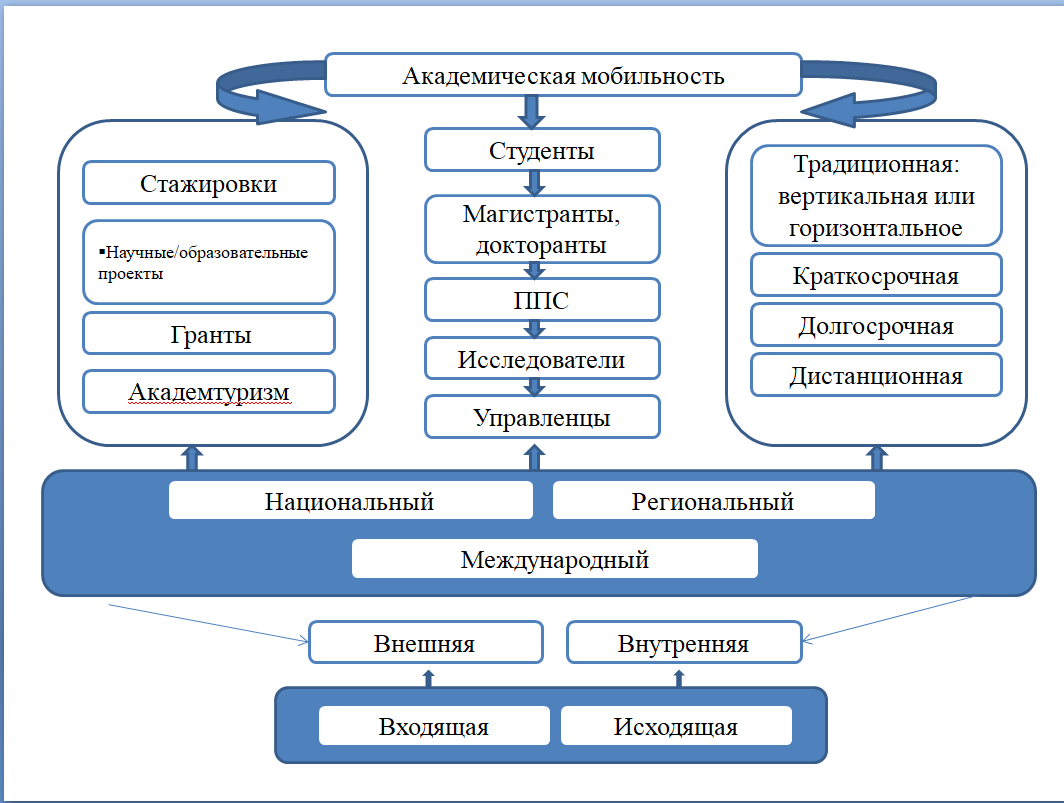 Академическая мобильность
Стажировки
▪Научные/образовательные
проекты
Гранты
Академтуризм
Студенты
Магистранты,
докторанты
ППС
Исследователи
Управленцы
Традиционная:
вертикальная или
горизонтальное
Краткосрочная
Долгосрочная
Дистанционная
Национальный
Региональный
Международный
Внешняя
Внутренняя
Входящая
Исходящая